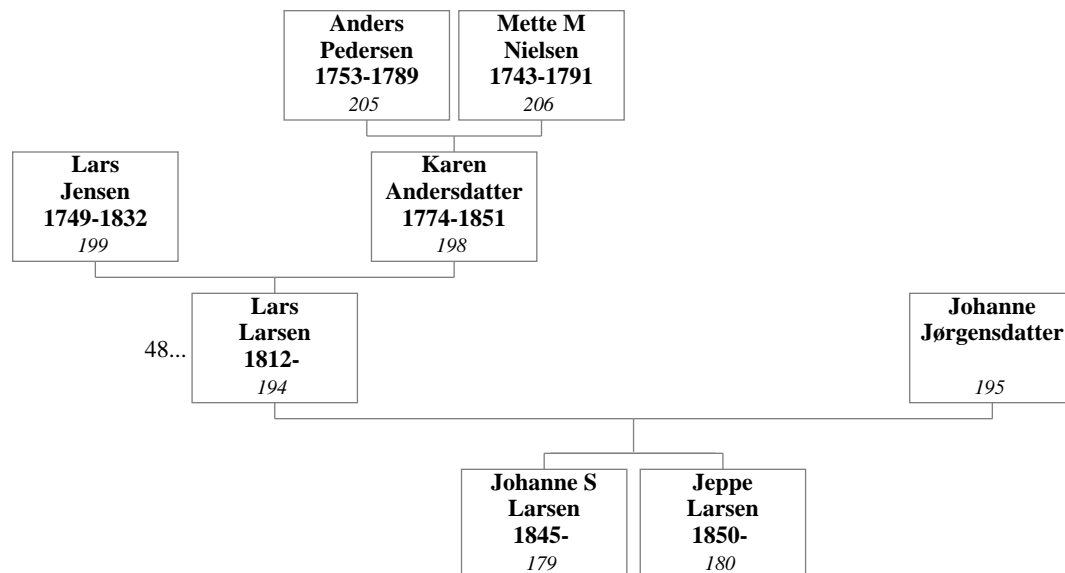 Anders
Pedersen
1753-1789
205
Mette M
Nielsen
1743-1791
206
Lars
Jensen
1749-1832
199
Karen
Andersdatter
1774-1851
198
48...
Lars
Larsen
1812-
194
Johanne
Jørgensdatter
195
Johanne S
Larsen
1845-
179
Jeppe
Larsen
1850-
180